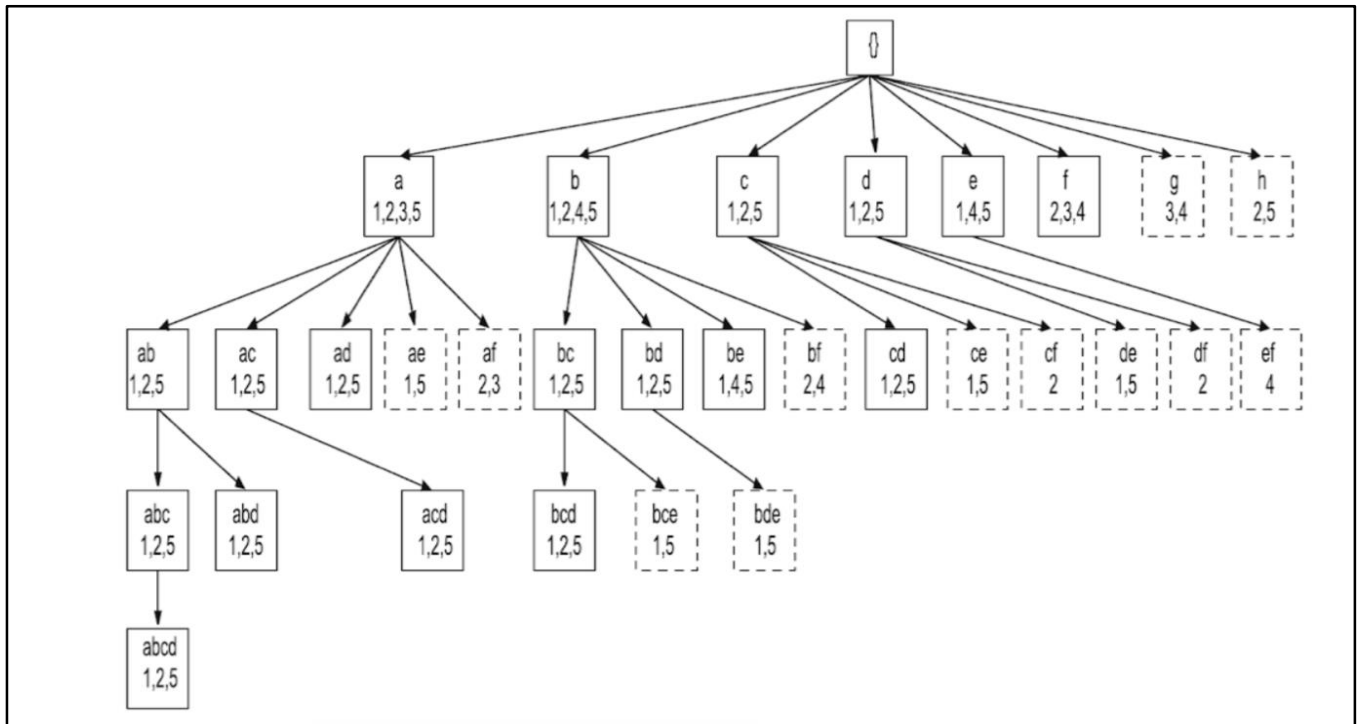 {}
a
1,2,3,5
b
1,2,4,5
c
1,2,5
d
1,2,5
e
1,4,5
f
2,3,4
g
3,4
h
2,5
ab
1,2,5
ac
1,2,5
ad
1,2,5
ae
1,5
af
2,3
bc
1,2,5
bd
1,2,5
be
1,4,5
bf
2,4
cd
1,2,5
ce
1,5
cf
2
de
1,5
df
2
ef
4
abc
1,2,5
abd
1,2,5
acd
1,2,5
bcd
1,2,5
bce
1,5
bde
1,5
abcd
1,2,5